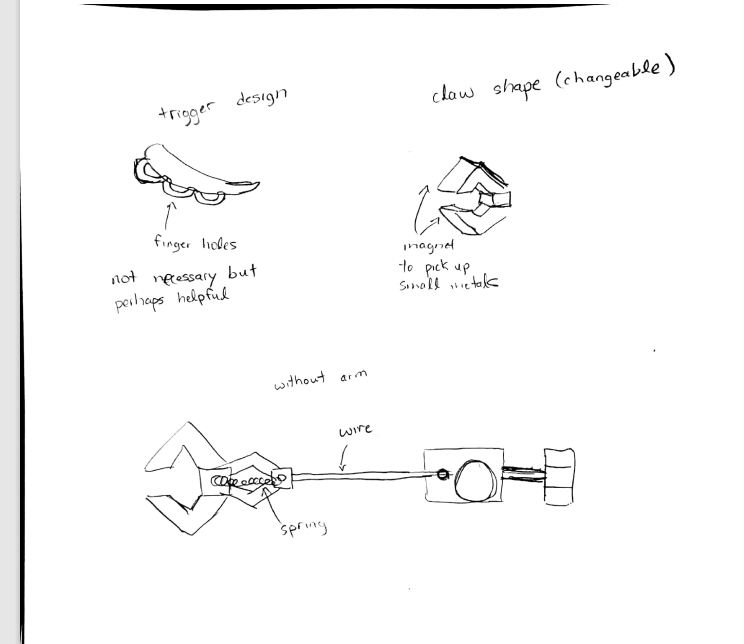 trigger design
claw shape (changeable)
finger holes
not necessary but
perhaps helpful
magnet
to pick up
small metals
without arm
wire
spring